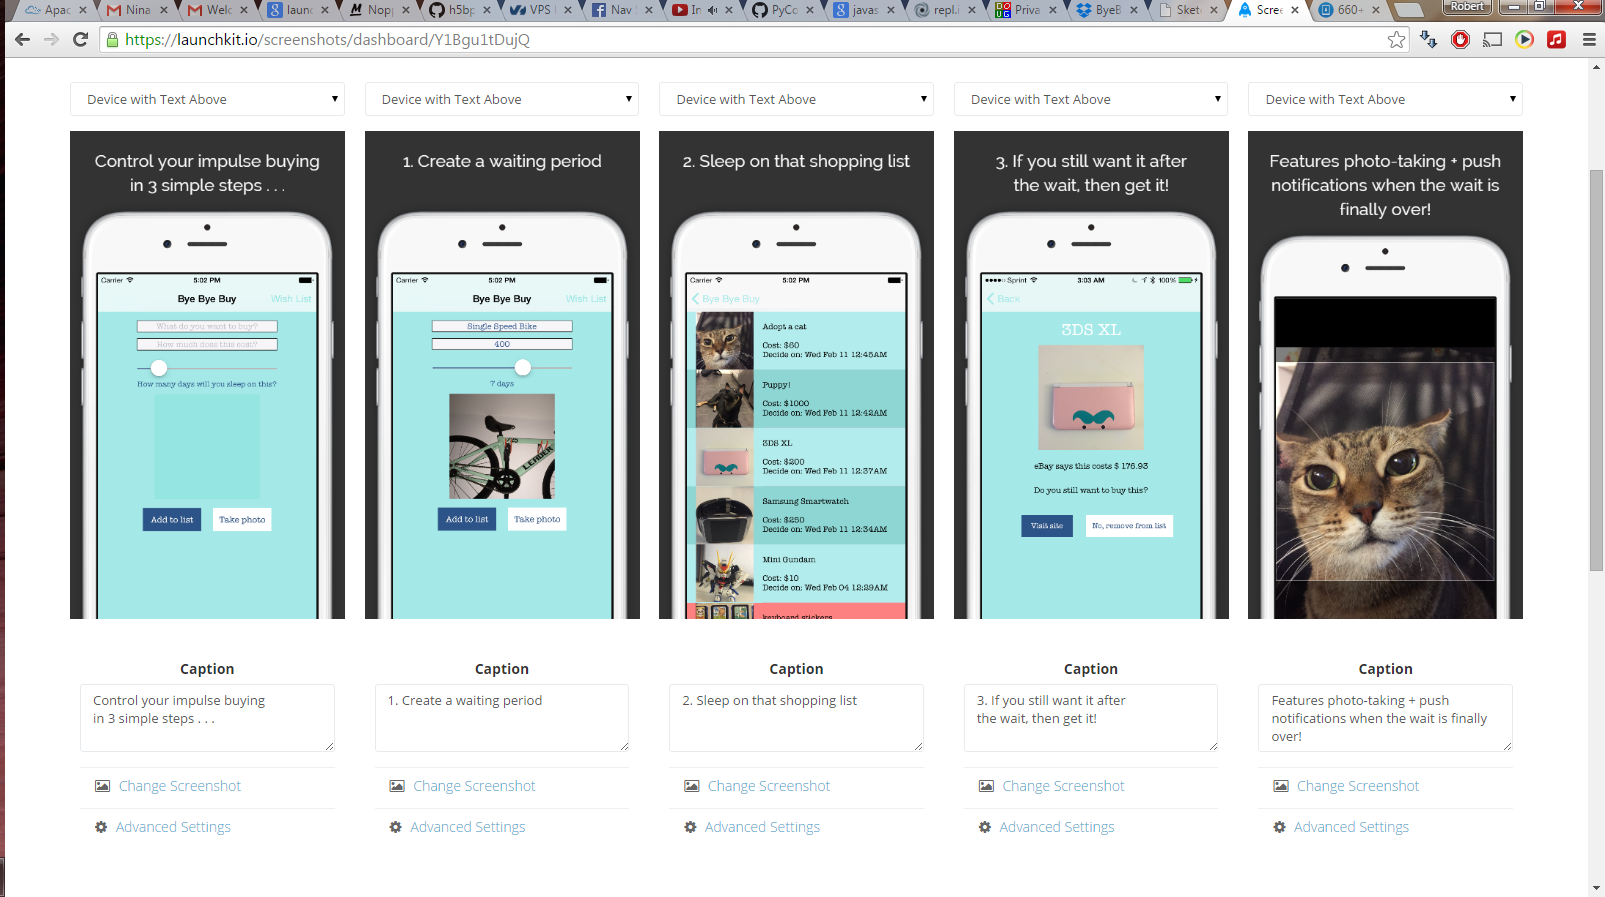 Apac
Nina
Welc
launc
Nopp
h5bp
VPS
Nav
In
PyCo
javas
repl.i
Priva
ByeB
Sket
Scree
660+
Robert
https://launchkit.io/screenshots/dashboard/Y1Bgu1tDujQ
Device with Text Above
Device with Text Above
Device with Text Above
Device with Text Above
Device with Text Above
Control your impulse buying
in 3 simple steps . . .
Carrier
5:02 PM
Bye Bye Buy
Wish List
What do you want to buy?
How much does this cost?
How many days will you sleep on this?
Add to list
Take photo
1. Create a waiting period
Carrier
5:02 PM
Bye Bye Buy
Wish List
Single Speed Bike
400
7 days
LEADER
Add to list
Take photo
2. Sleep on that shopping list
Carrier
5:02 PM
Bye Bye Buy
Adopt a cat
Cost: $60
Decide on: Wed Feb 11 12:45AM
Puppy!
Cost: $1000
Decide on: Wed Feb 11 12:42AM
3DS XL
Cost: $200
Decide on: Wed Feb 11 12:37AM
Samsung Smartwatch
Cost: $250
Decide on: Wed Feb 11 12:34AM
Mini Gundam
Cost: $10
Decide on: Wed Feb 04 12:29AM
keyboard stickers
3. If you still want it after
the wait, then get it!
Sprint
3:03 AM
100%
Back
3DS XL
eBay says this costs $ 176.93
Do you still want to buy this?
Visit site
No, remove from list
Features photo-taking + push
notifications when the wait is
finally over!
Caption
Control your impulse buying
in 3 simple steps . . .
Change Screenshot
Advanced Settings
Caption
1. Create a waiting period
Change Screenshot
Advanced Settings
Caption
2. Sleep on that shopping list
Change Screenshot
Advanced Settings
Caption
3. If you still want it after
the wait, then get it!
Change Screenshot
Advanced Settings
Caption
Features photo-taking + push
notifications when the wait is finally
over!
Change Screenshot
Advanced Settings